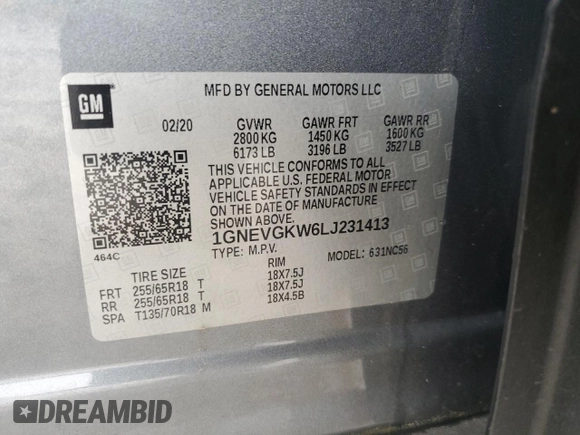 GM
MFD BY GENERAL MOTORS LLC
02/20 GVWR GAWR FRT GAWR RR
2800 KG 1450 KG 1600 KG
6173 LB 3196 LB 3527 LB
THIS VEHICLE CONFORMS TO ALL
APPLICABLE U.S. FEDERAL MOTOR
VEHICLE SAFETY STANDARDS IN EFFECT
ON THE DATE OF MANUFACTURE
SHOWN ABOVE.
1GNEVGKW6LJ231413
464C
TYPE: M.P.V. MODEL: 631NC56
TIRE SIZE RIM
FRT 255/65R18 T 18X7.5J
RR 255/65R18 T 18X7.5J
SPA T135/70R18 M 18X4.5B
DREAMBID